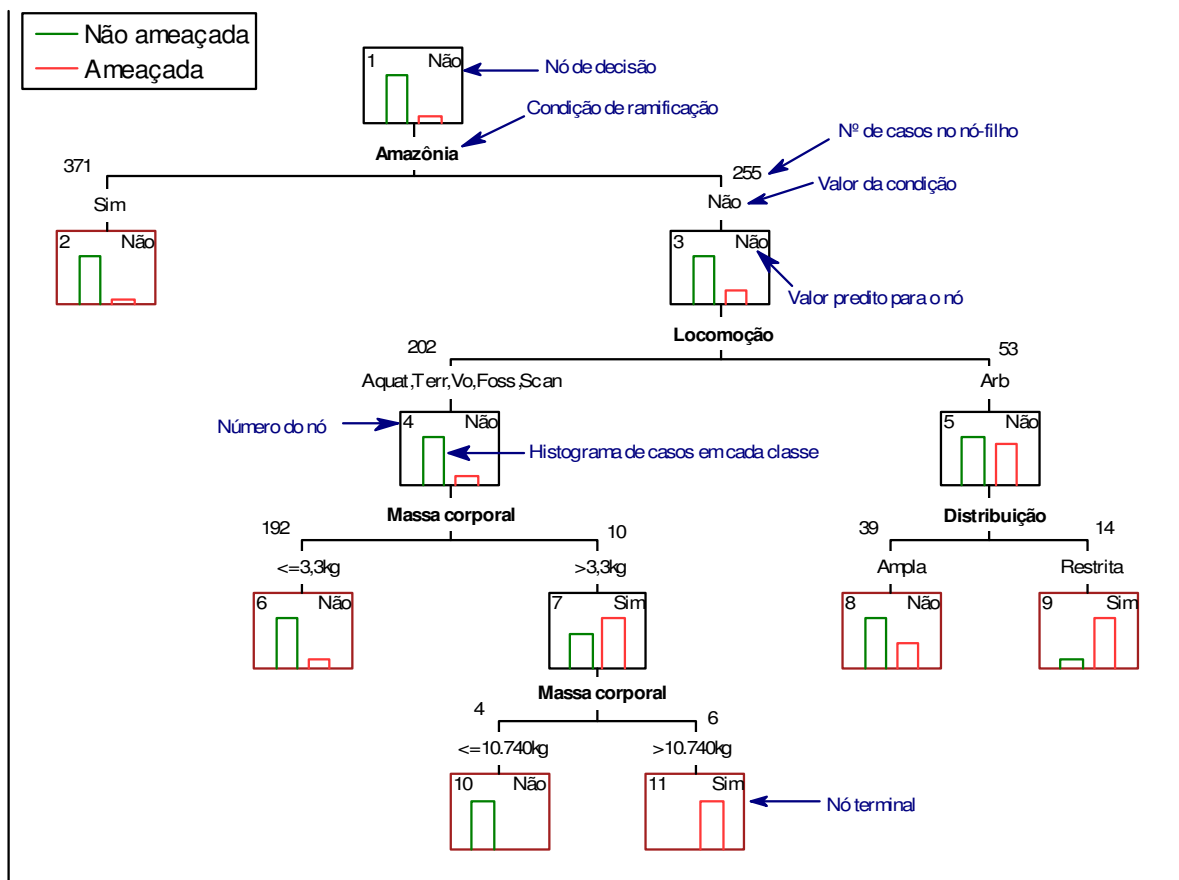 Não ameaçada
Ameaçada
1 Não
Nó de decisão
Condição de ramificação
Amazônia
Nº de casos no nó-filho
371
255
Valor da condição
Sim
Não
2 Não
3 Não
Valor predito para o nó
Locomoção
202
53
Aquat,Terr,Vo,Foss,Scan
Arb
Número do nó
4 Não
5 Não
Histograma de casos em cada classe
Massa corporal
Distribuição
192
10
39
14
<=3,3kg
>3,3kg
Ampla
Restrita
6 Não
7 Sim
8 Não
9 Sim
Massa corporal
4
6
<=10.740kg
>10.740kg
10 Não
11 Sim
Nó terminal